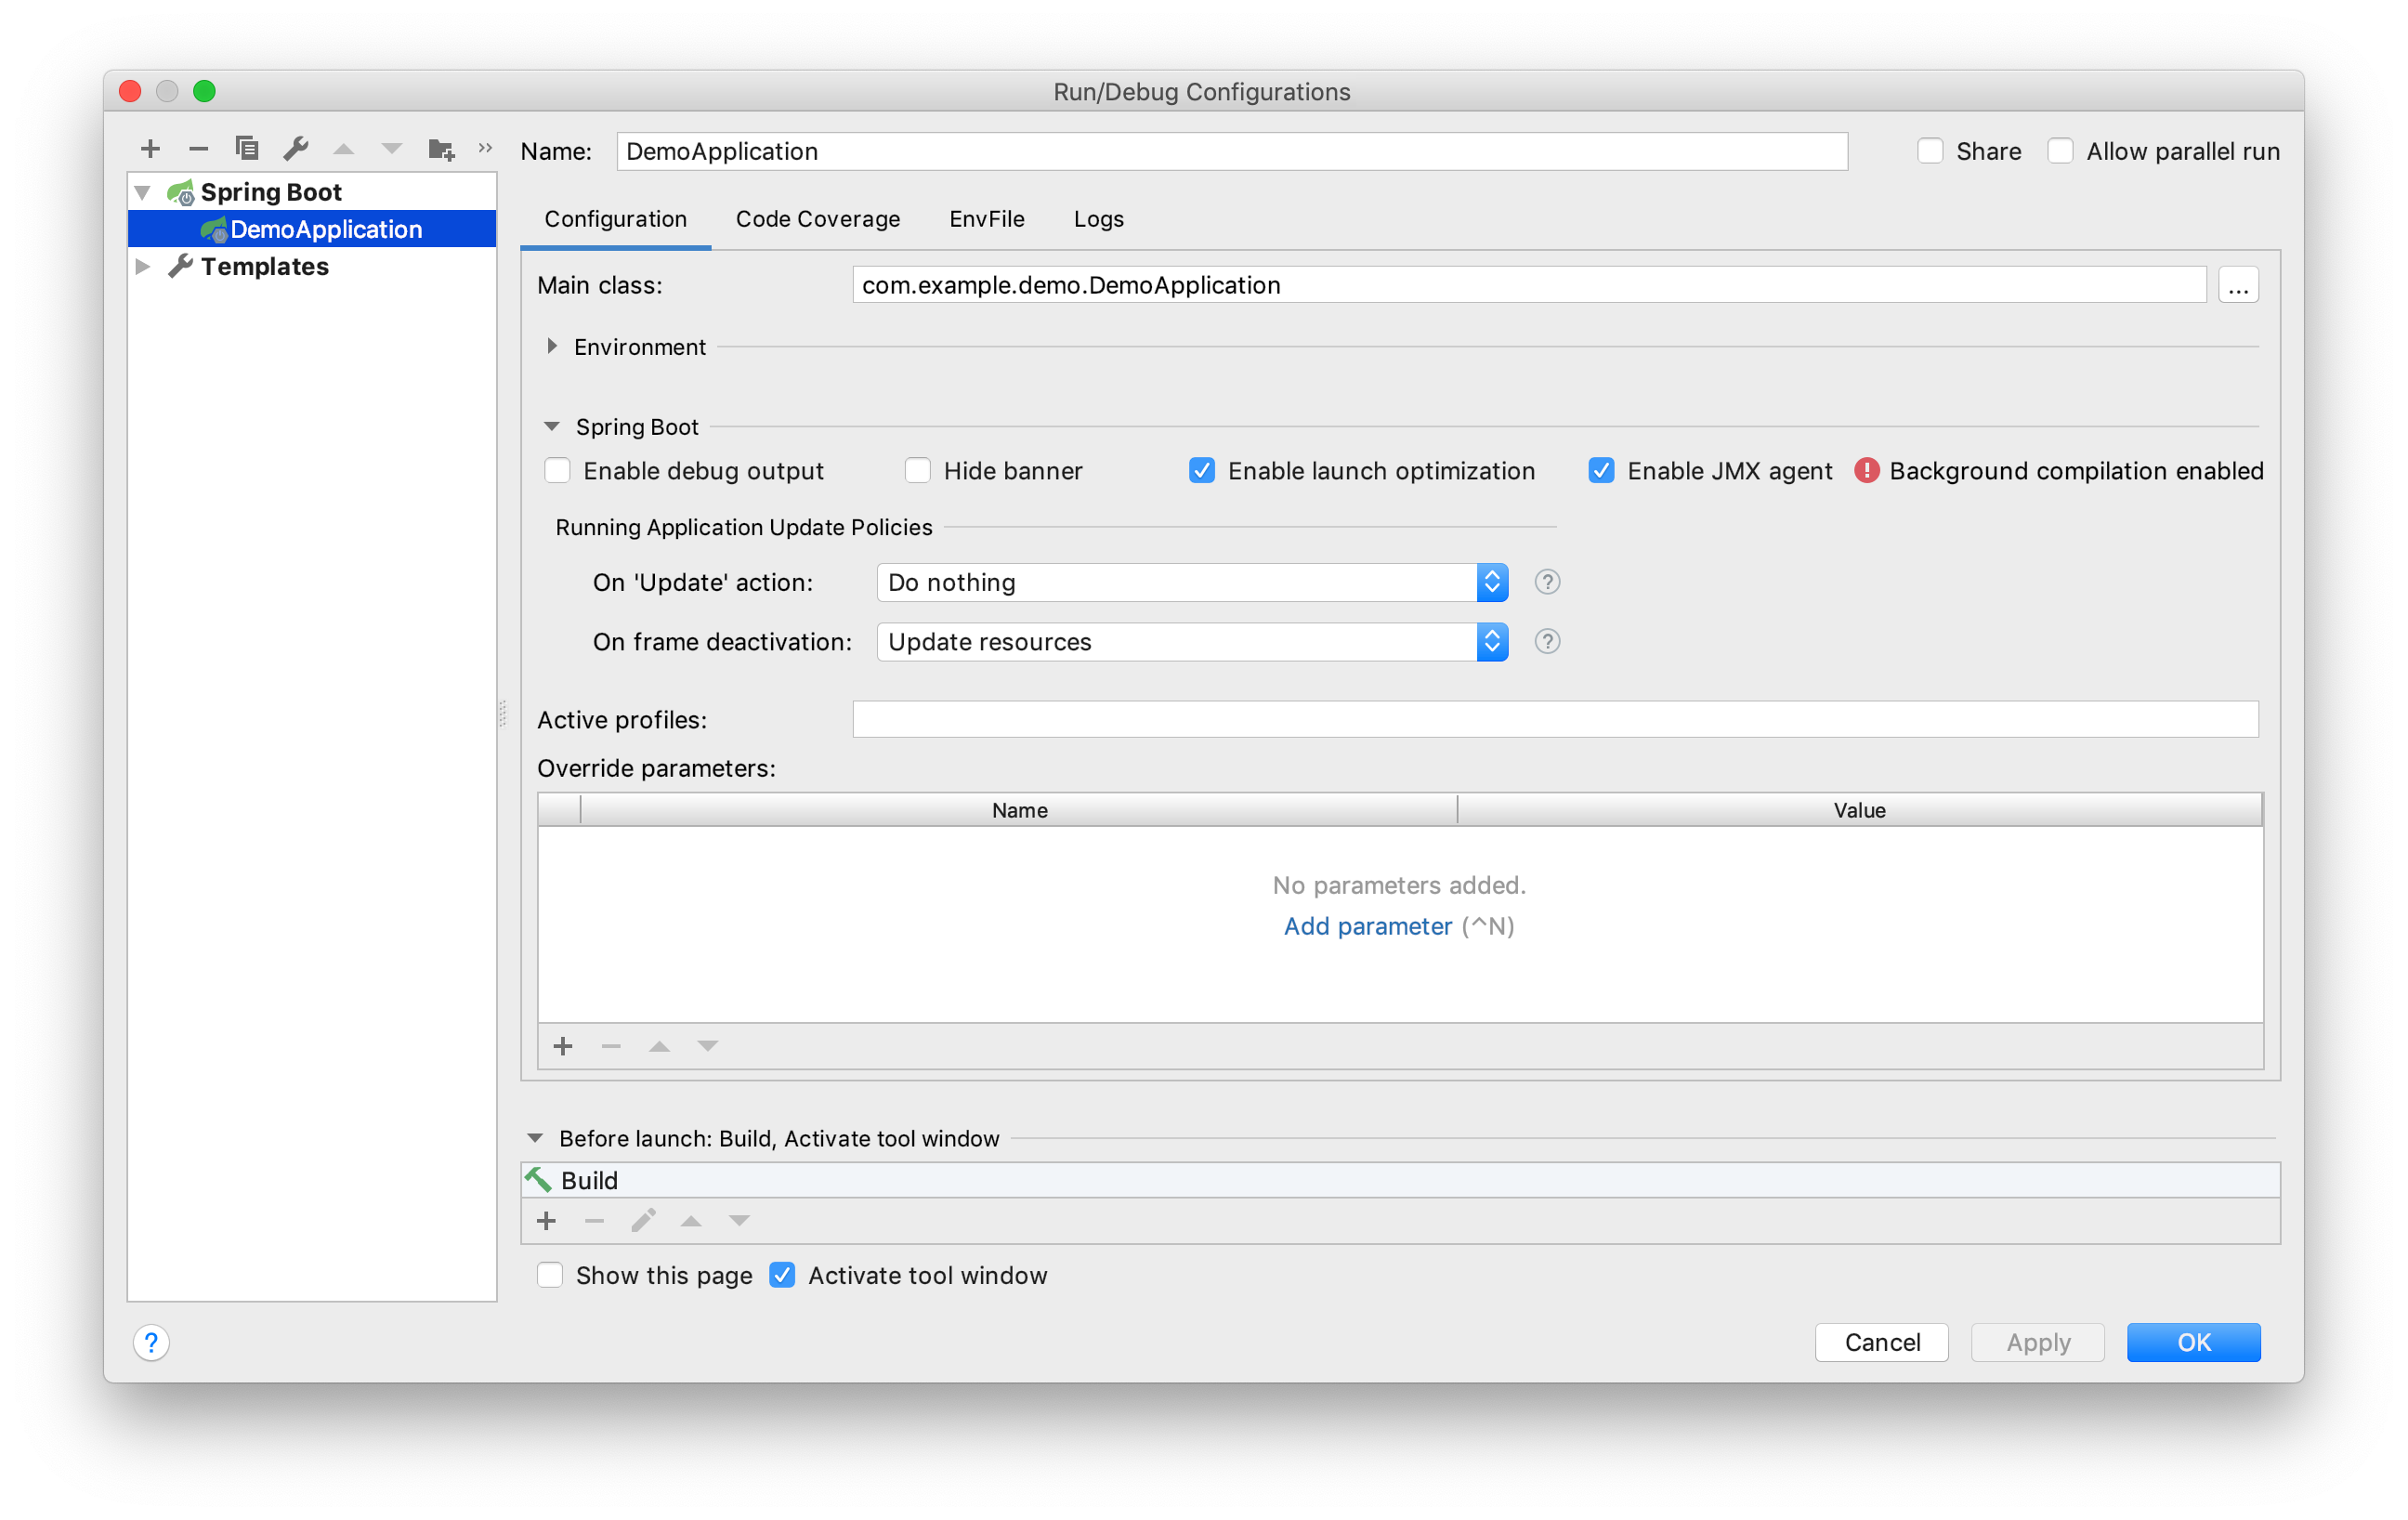 Run/Debug Configurations
Name: DemoApplication Share Allow parallel run
Spring Boot
DemoApplication
Templates
Configuration Code Coverage EnvFile Logs
Main class: com.example.demo.DemoApplication ...
Environment
Spring Boot
Enable debug output Hide banner Enable launch optimization Enable JMX agent Background compilation enabled
Running Application Update Policies
On 'Update' action: Do nothing ?
On frame deactivation: Update resources ?
Active profiles:
Override parameters:
Name Value
No parameters added.
Add parameter (^N)
Before launch: Build, Activate tool window
Build
Show this page Activate tool window
? Cancel Apply OK